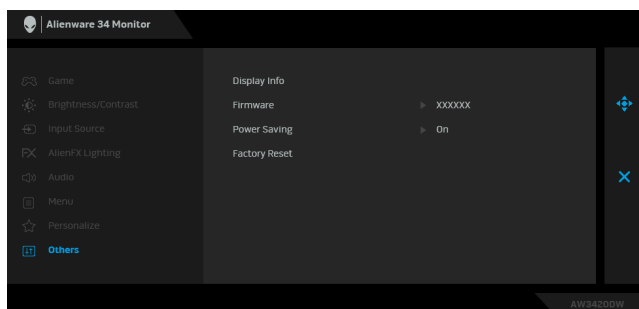 Alienware 34 Monitor
Game
Brightness/Contrast
Input Source
AlienFX Lighting
Audio
Menu
Personalize
Others
Display Info
Firmware XXXXXX
Power Saving On
Factory Reset
AW3420DW